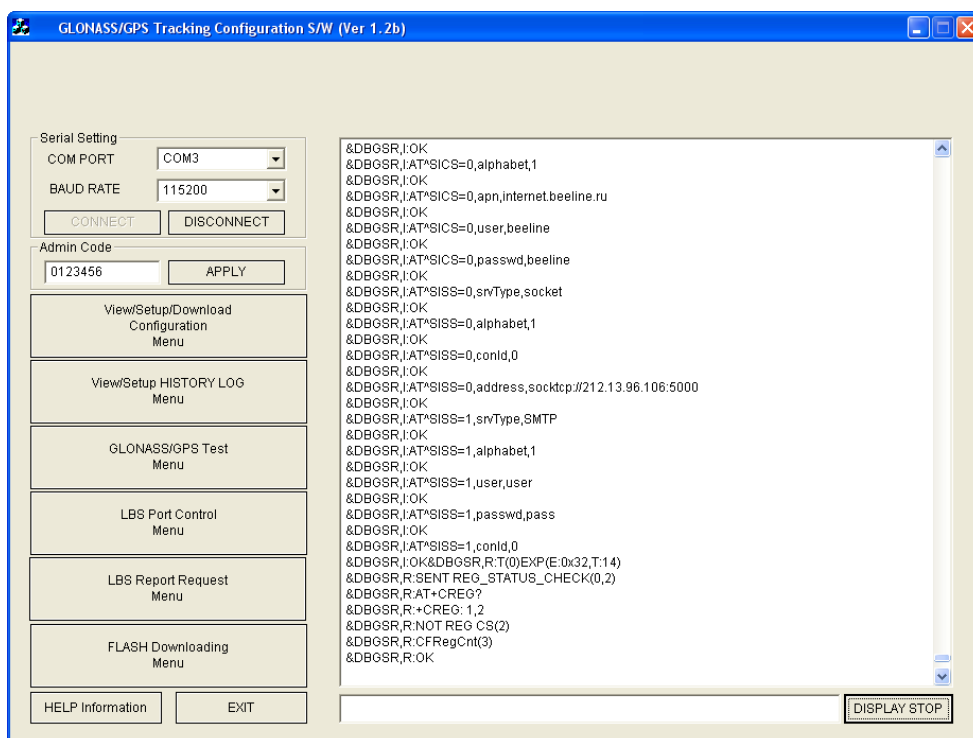 GLONASS/GPS Tracking Configuration S/W (Ver 1.2b)
Serial Setting
COM PORT
COM3
BAUD RATE
115200
CONNECT
DISCONNECT
Admin Code
0123456
APPLY
View/Setup/Download
Configuration
Menu
View/Setup HISTORY LOG
Menu
GLONASS/GPS Test
Menu
LBS Port Control
Menu
LBS Report Request
Menu
FLASH Downloading
Menu
HELP Information
EXIT
&DBGSR,I:OK
&DBGSR,I:AT^SICS=0,alphabet,1
&DBGSR,I:OK
&DBGSR,I:AT^SICS=0,apn,internet.beeline.ru
&DBGSR,I:OK
&DBGSR,I:AT^SICS=0,user,beeline
&DBGSR,I:OK
&DBGSR,I:AT^SICS=0,passwd,beeline
&DBGSR,I:OK
&DBGSR,I:AT^SISS=0,srvType,socket
&DBGSR,I:OK
&DBGSR,I:AT^SISS=0,alphabet,1
&DBGSR,I:OK
&DBGSR,I:AT^SISS=0,conId,0
&DBGSR,I:OK
&DBGSR,I:AT^SISS=0,address,socktcp://212.13.96.106:5000
&DBGSR,I:OK
&DBGSR,I:AT^SISS=1,srvType,SMTP
&DBGSR,I:OK
&DBGSR,I:AT^SISS=1,alphabet,1
&DBGSR,I:OK
&DBGSR,I:AT^SISS=1,user,user
&DBGSR,I:OK
&DBGSR,I:AT^SISS=1,passwd,pass
&DBGSR,I:OK
&DBGSR,I:AT^SISS=1,conId,0
&DBGSR,I:OK&DBGSR,R:T(0)EXP(E:0x32,T:14)
&DBGSR,R:SENT REG_STATUS_CHECK(0,2)
&DBGSR,R:AT+CREG?
&DBGSR,R:+CREG: 1,2
&DBGSR,R:NOT REG CS(2)
&DBGSR,R:CFRegCnt(3)
&DBGSR,R:OK
DISPLAY STOP